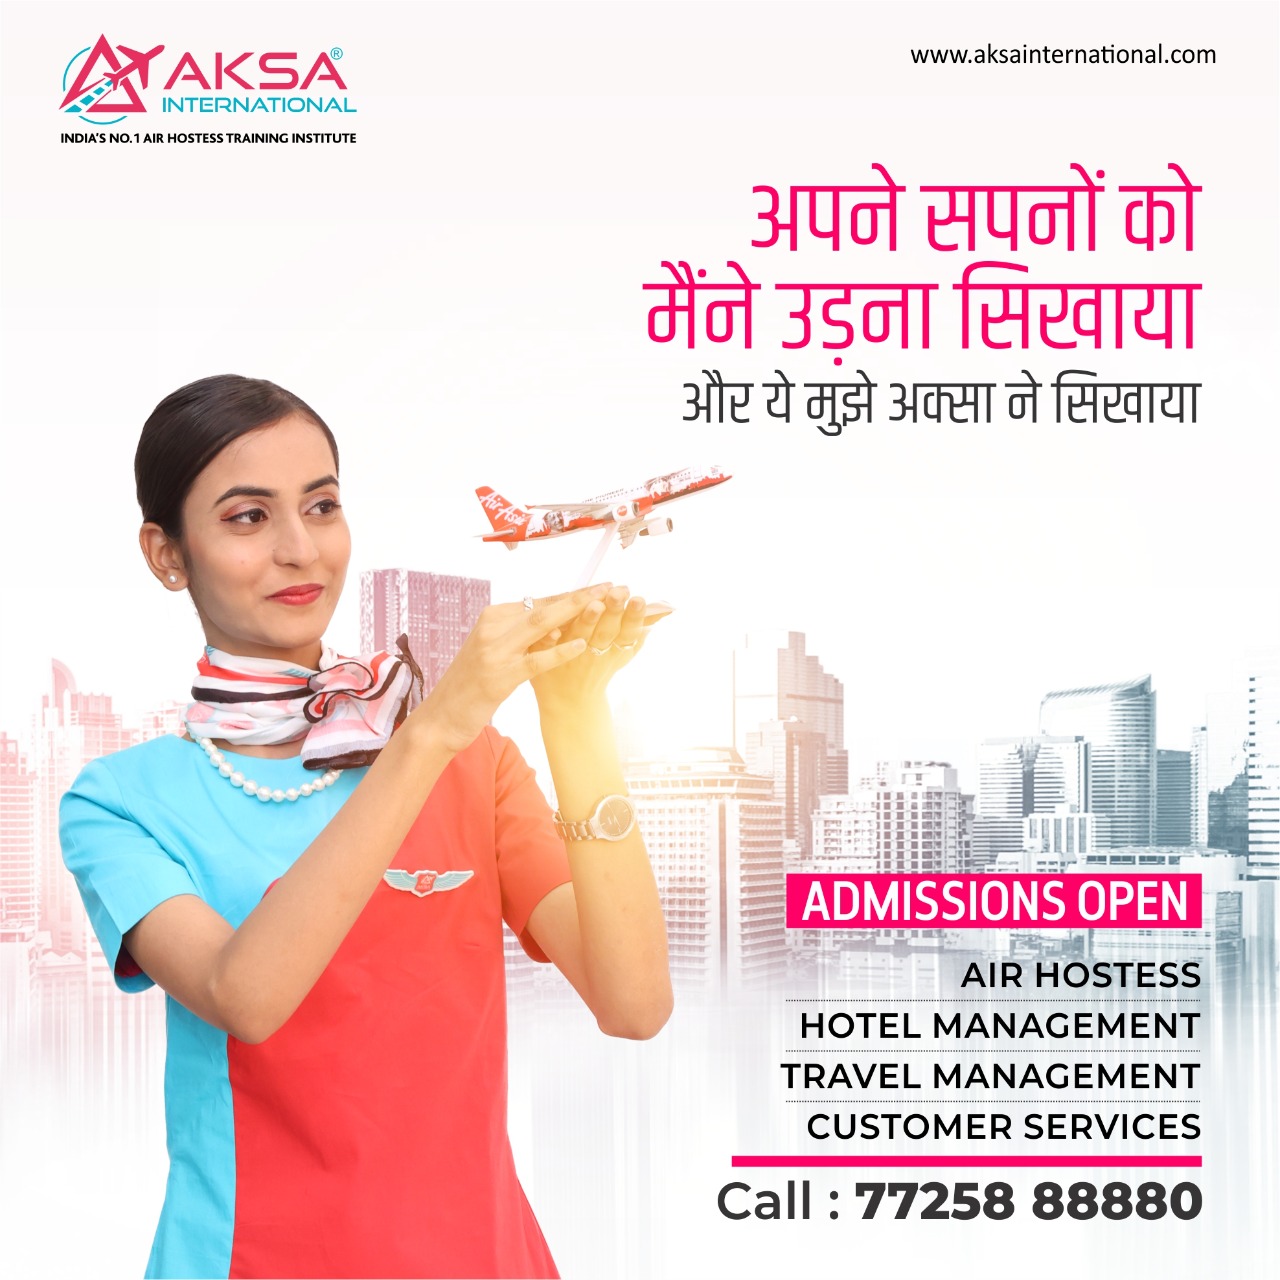 AKSA®
INTERNATIONAL
INDIA'S NO.1 AIR HOSTESS TRAINING INSTITUTE
www.aksainternational.com
अपने सपनों को
मैंने उड़ना सिखाया
और ये मुझे अक्सा ने सिखाया
AirAsia
ADMISSIONS OPEN
AIR HOSTESS
HOTEL MANAGEMENT
TRAVEL MANAGEMENT
CUSTOMER SERVICES
Call : 77258 88880